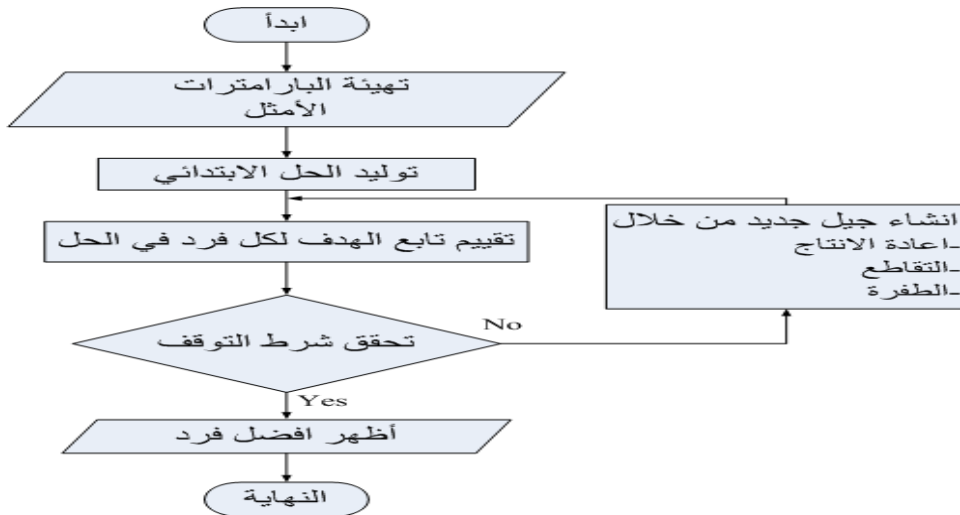 ابدأ
تهيئة البارامترات
الأمثل
توليد الحل الابتدائي
تقييم تابع الهدف لكل فرد في الحل
انشاء جيل جديد من خلال
-اعادة الانتاج
-التقاطع
-الطفرة
تحقق شرط التوقف
No
Yes
أظهر افضل فرد
النهاية